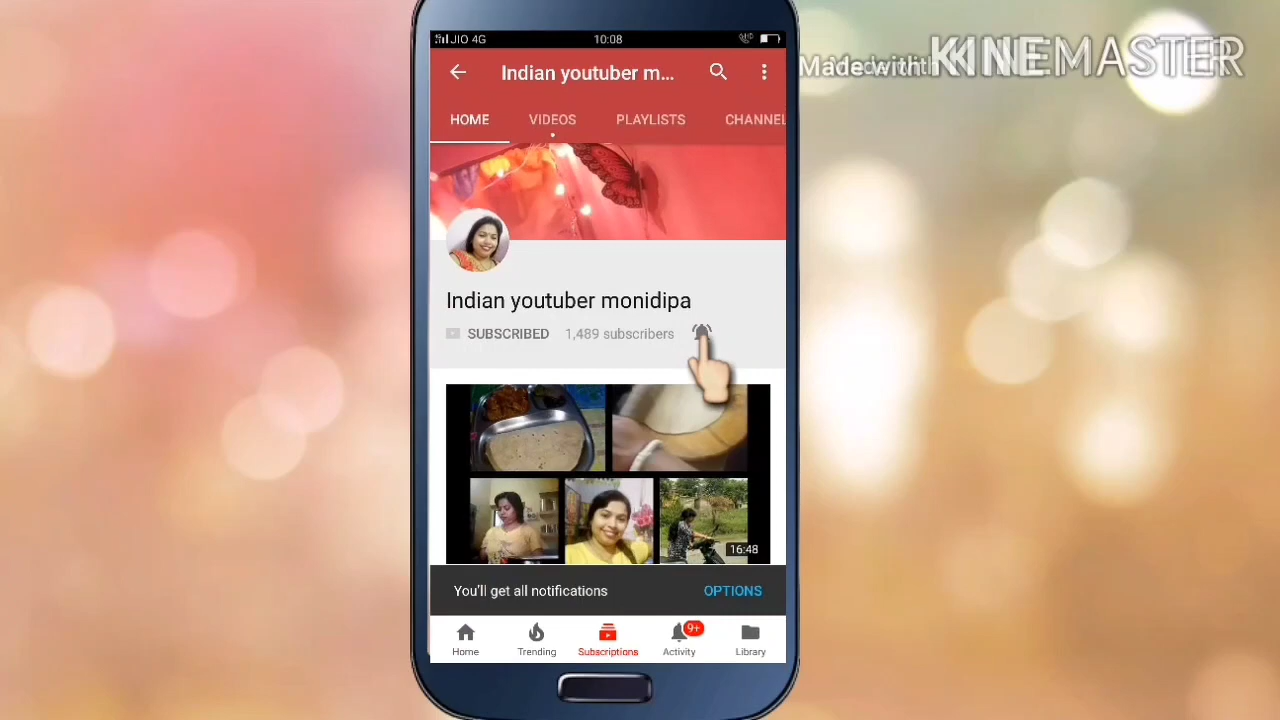 JIO 4G 10:08
Indian youtuber m...
Made with KINEMASTER
HOME VIDEOS PLAYLISTS CHANNEL
Indian youtuber monidipa
SUBSCRIBED 1,489 subscribers
16:48
You'll get all notifications OPTIONS
9+
Home Trending Subscriptions Activity Library